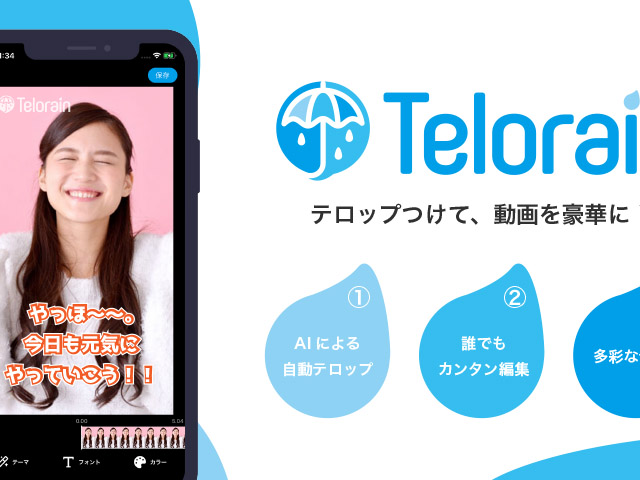 1:34
保存
Telorain
やっほ〜〜。
今日も元気に
やっていこう！！
0.00
5.04
テーマ
フォント
カラー
Telorai
テロップつけて、動画を豪華に
①
AIによる
自動テロップ
②
誰でも
カンタン編集
多彩な